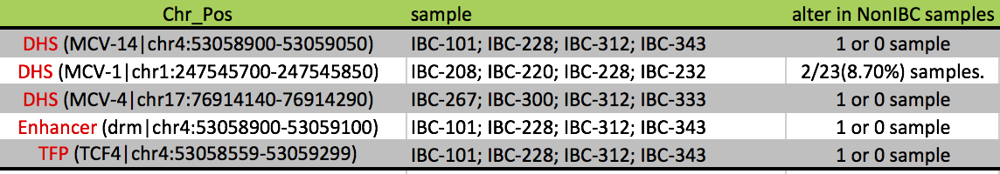 Chr_Pos sample alter in NonIBC samples
DHS (MCV-14|chr4:53058900-53059050) IBC-101; IBC-228; IBC-312; IBC-343 1 or 0 sample
DHS (MCV-1|chr1:247545700-247545850) IBC-208; IBC-220; IBC-228; IBC-232 2/23(8.70%) samples.
DHS (MCV-4|chr17:76914140-76914290) IBC-267; IBC-300; IBC-312; IBC-333 1 or 0 sample
Enhancer (drm|chr4:53058900-53059100) IBC-101; IBC-228; IBC-312; IBC-343 1 or 0 sample
TFP (TCF4|chr4:53058559-53059299) IBC-101; IBC-228; IBC-312; IBC-343 1 or 0 sample